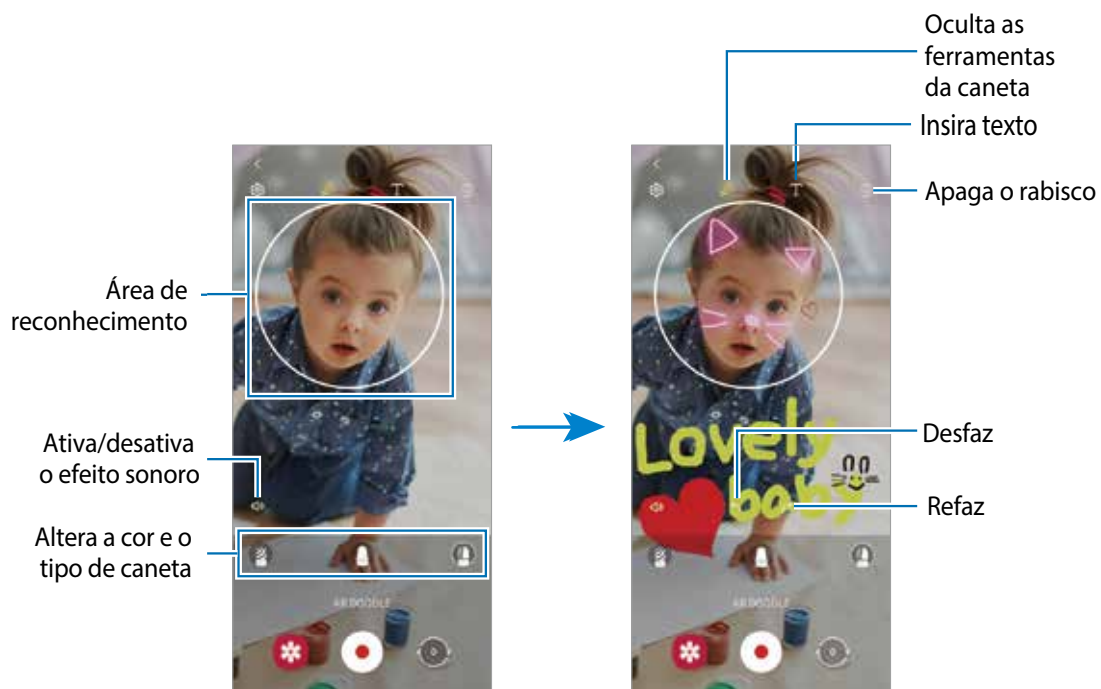 Oculta as
ferramentas
da caneta
Insira texto
Apaga o rabisco
Área de
reconhecimento
Ativa/desativa
o efeito sonoro
Altera a cor e o
tipo de caneta
T
AR DOODLE
T
Lovely
baby
Desfaz
Refaz
AR DOODLE